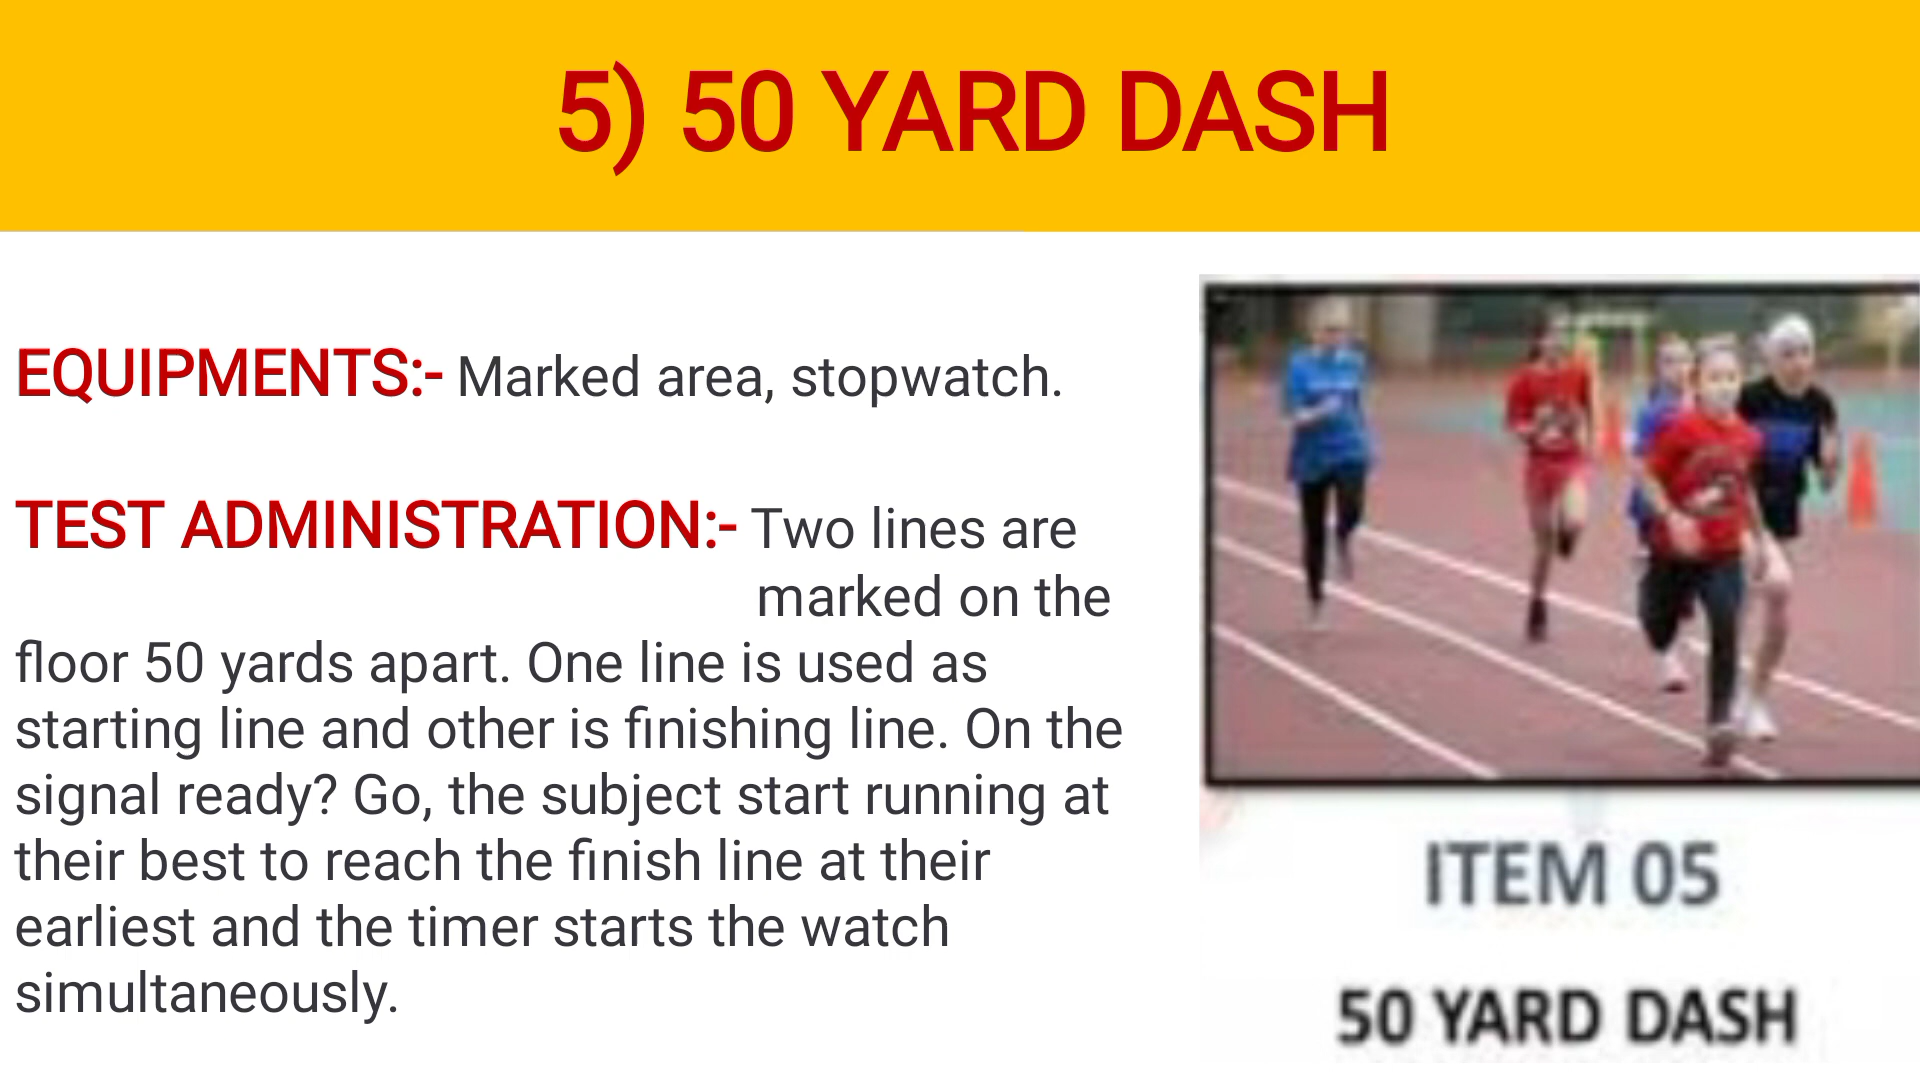 5) 50 YARD DASH
EQUIPMENTS:- Marked area, stopwatch.
TEST ADMINISTRATION:- Two lines are
marked on the
floor 50 yards apart. One line is used as
starting line and other is finishing line. On the
signal ready? Go, the subject start running at
their best to reach the finish line at their
earliest and the timer starts the watch
simultaneously.
ITEM 05
50 YARD DASH